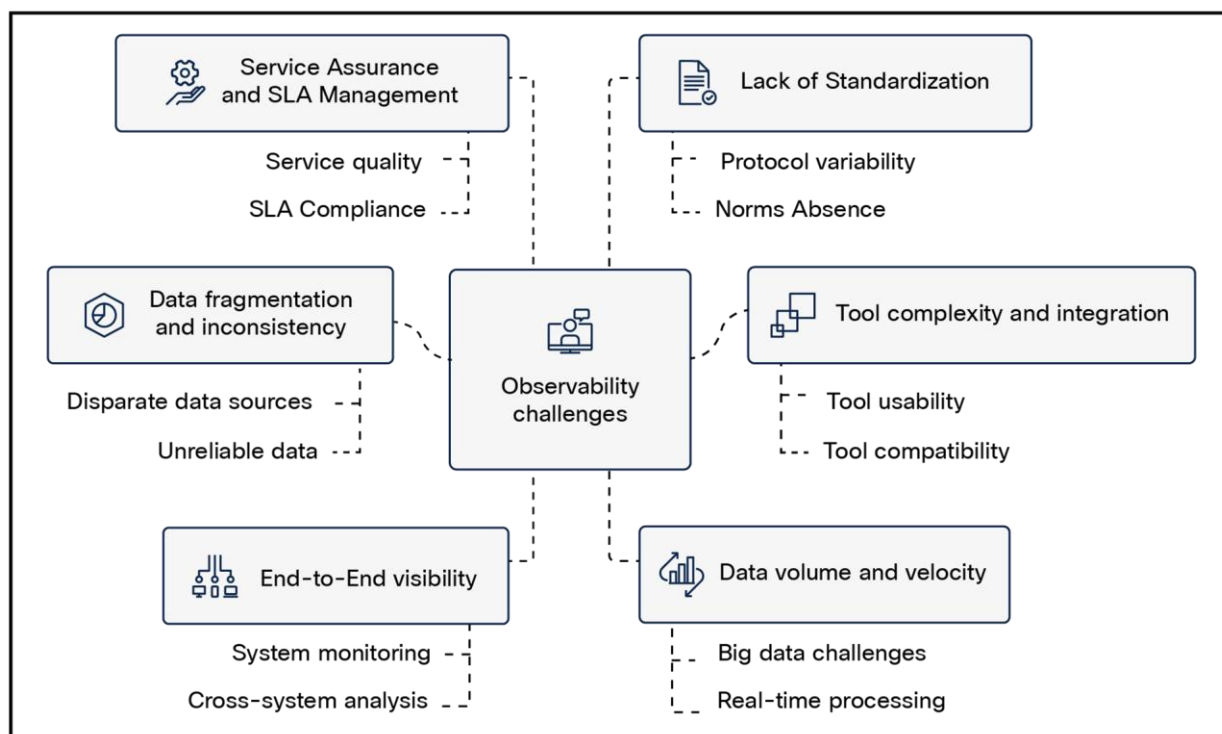 Service Assurance
and SLA Management
Service quality
SLA Compliance
Lack of Standardization
Protocol variability
Norms Absence
Data fragmentation
and inconsistency
Disparate data sources
Unreliable data
Observability
challenges
Tool complexity and integration
Tool usability
Tool compatibility
End-to-End visibility
System monitoring
Cross-system analysis
Data volume and velocity
Big data challenges
Real-time processing